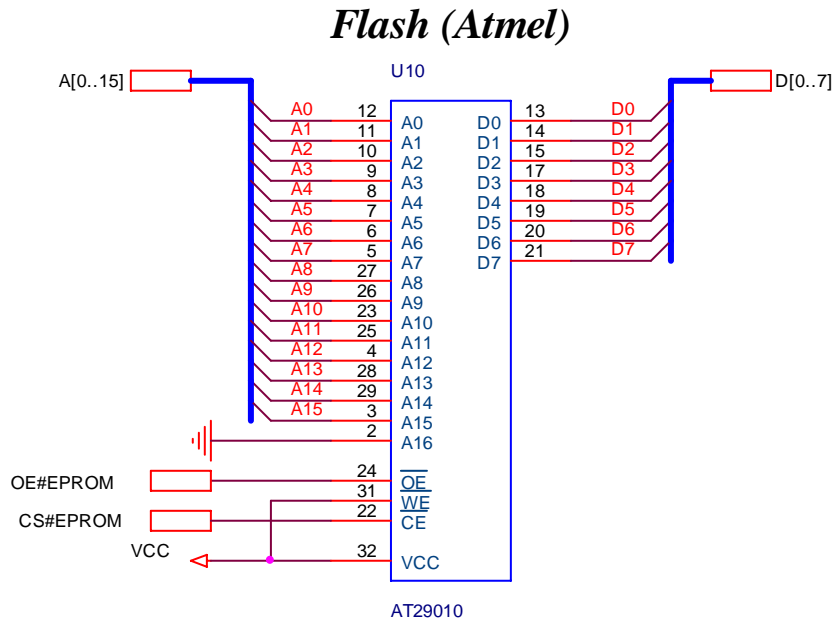 Flash (Atmel)
U10
A[0..15]
D[0..7]
A0 12 A0 D0 13 D0
A1 11 A1 D1 14 D1
A2 10 A2 D2 15 D2
A3 9 A3 D3 17 D3
A4 8 A4 D4 18 D4
A5 7 A5 D5 19 D5
A6 6 A6 D6 20 D6
A7 5 A7 D7 21 D7
A8 27 A8
A9 26 A9
A10 23 A10
A11 25 A11
A12 4 A12
A13 28 A13
A14 29 A14
A15 3 A15
2 A16
OE#EPROM 24 OE
31 WE
CS#EPROM 22 CE
VCC 32 VCC
AT29010